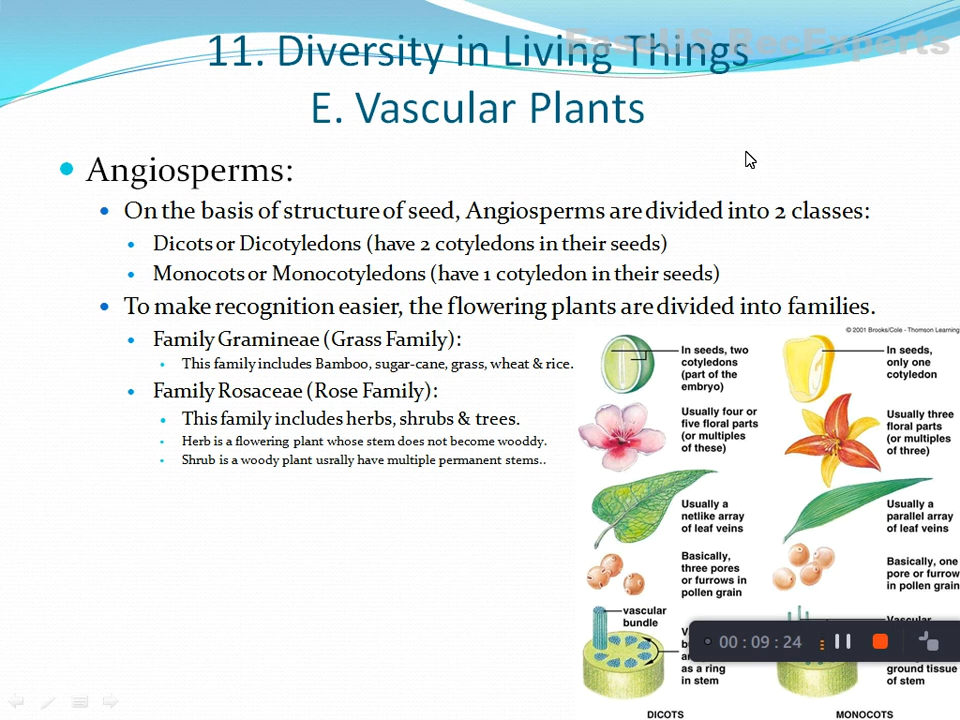 EaseUS RecExperts
11. Diversity in Living Things
E. Vascular Plants
Angiosperms:
On the basis of structure of seed, Angiosperms are divided into 2 classes:
Dicots or Dicotyledons (have 2 cotyledons in their seeds)
Monocots or Monocotyledons (have 1 cotyledon in their seeds)
To make recognition easier, the flowering plants are divided into families.
Family Gramineae (Grass Family):
This family includes Bamboo, sugar-cane, grass, wheat & rice.
Family Rosaceae (Rose Family):
This family includes herbs, shrubs & trees.
Herb is a flowering plant whose stem does not become wooddy.
Shrub is a woody plant usrally have multiple permanent stems..
© 2001 Brooks/Cole - Thomson Learning
In seeds, two
cotyledons
(part of the
embryo)
In seeds,
only one
cotyledon
Usually four or
five floral parts
(or multiples
of these)
Usually three
floral parts
(or multiples
of three)
Usually a
netlike array
of leaf veins
Usually a
parallel array
of leaf veins
Basically,
three pores
or furrows in
pollen grain
Basically, one
pore or furrow
in pollen grain
vascular
bundle
as a ring
in stem
ground tissue
of stem
00:09:24
DICOTS
MONOCOTS